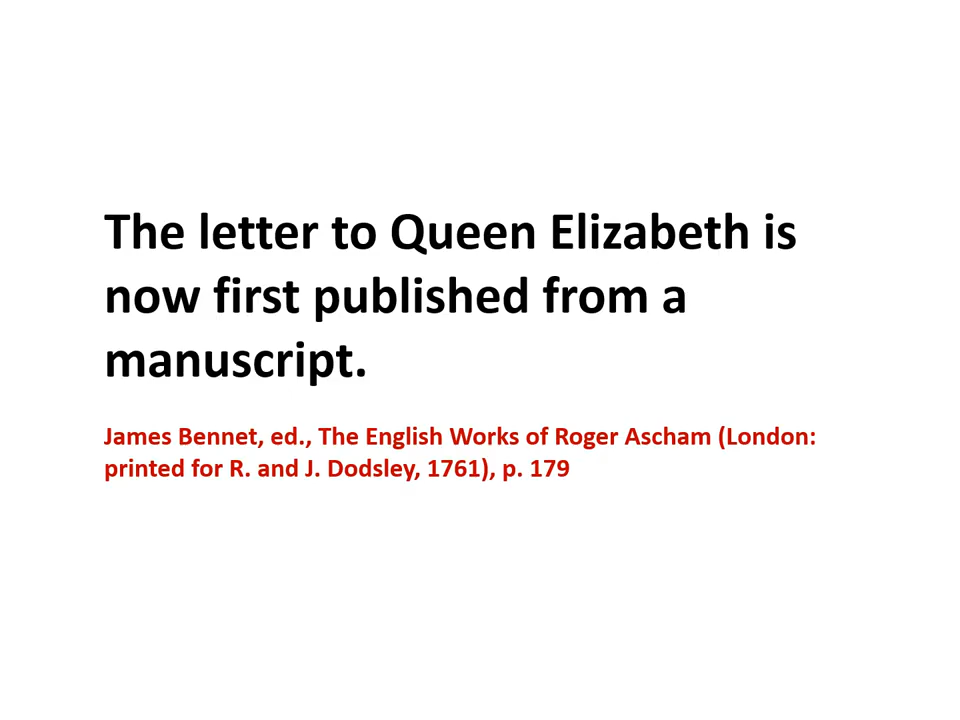 The letter to Queen Elizabeth is
now first published from a
manuscript.
James Bennet, ed., The English Works of Roger Ascham (London:
printed for R. and J. Dodsley, 1761), p. 179